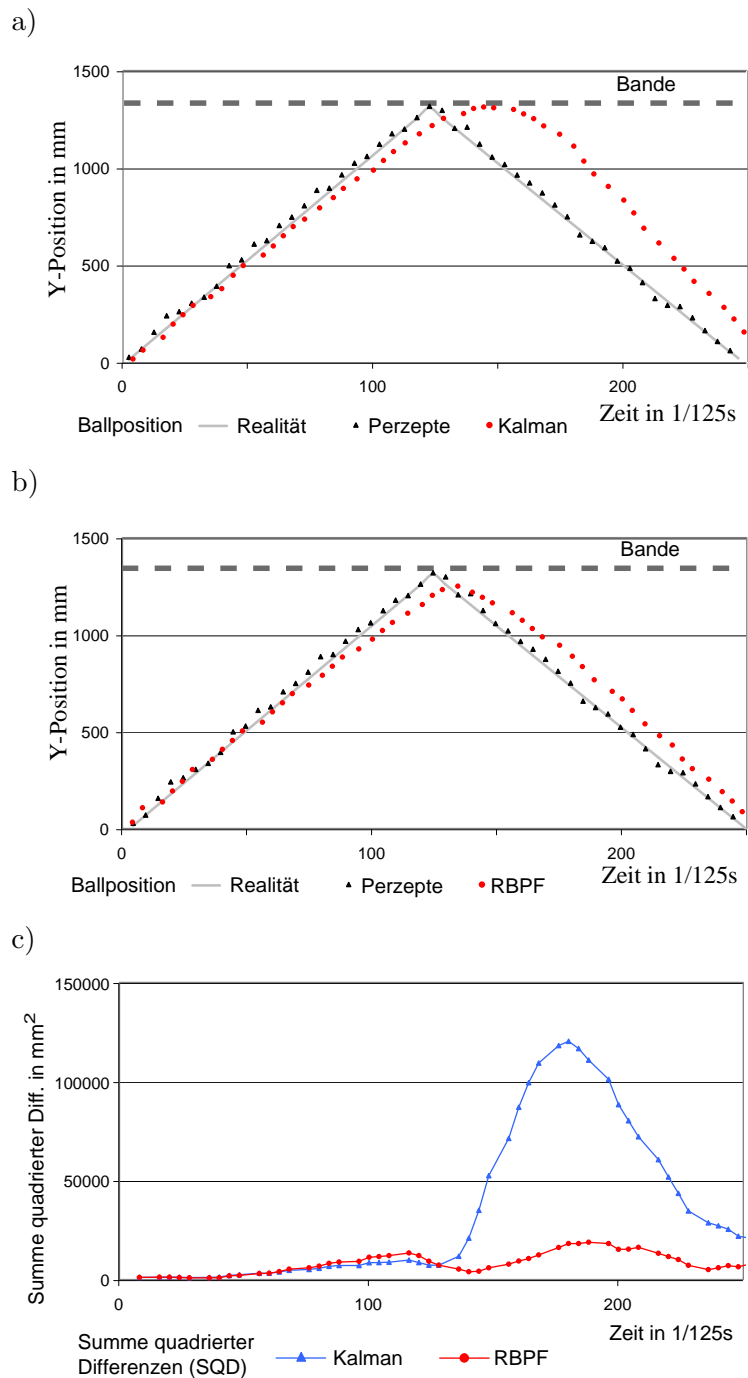 a)
1500
Bande
1000
500
0
Y-Position in mm
0
100
200
Zeit in 1/125s
Ballposition
Realität
Perzepte
Kalman
b)
1500
Bande
1000
500
0
Y-Position in mm
0
100
200
Zeit in 1/125s
Ballposition
Realität
Perzepte
RBPF
c)
150000
100000
50000
0
Summe quadrierter Diff. in mm²
0
100
200
Zeit in 1/125s
Summe quadrierter
Differenzen (SQD)
Kalman
RBPF